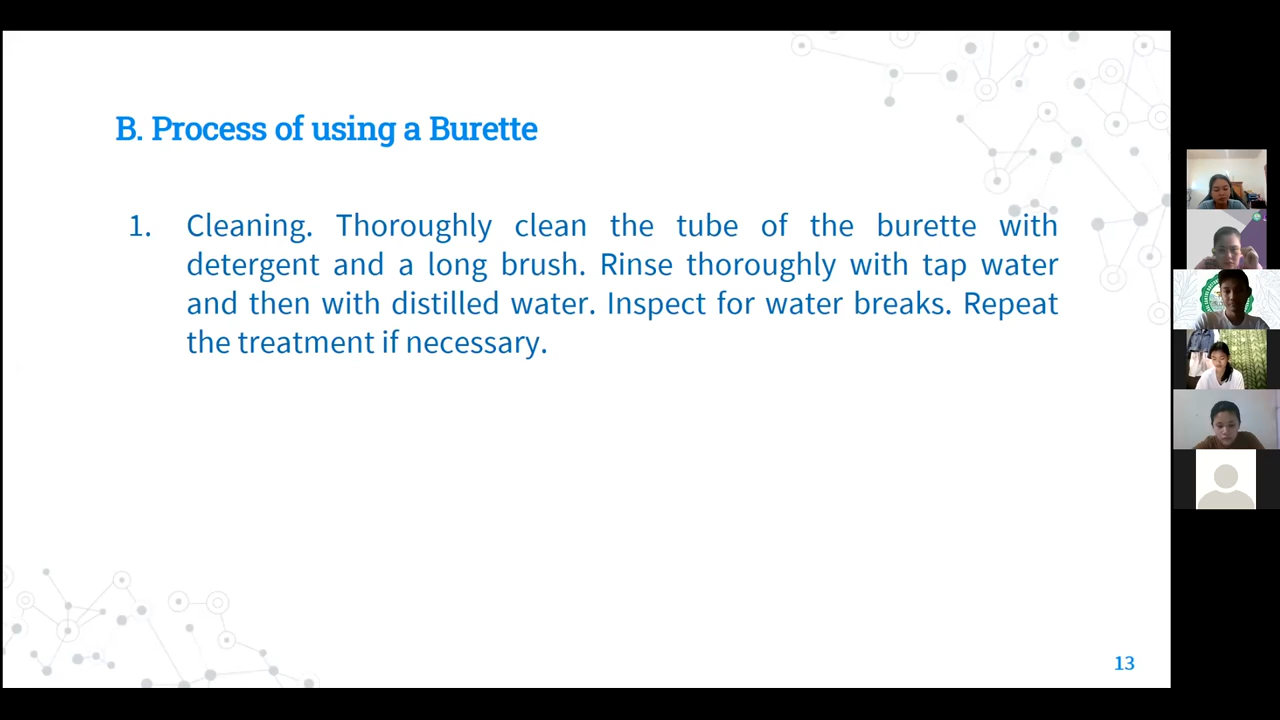 B. Process of using a Burette
1. Cleaning. Thoroughly clean the tube of the burette with
detergent and a long brush. Rinse thoroughly with tap water
and then with distilled water. Inspect for water breaks. Repeat
the treatment if necessary.
13